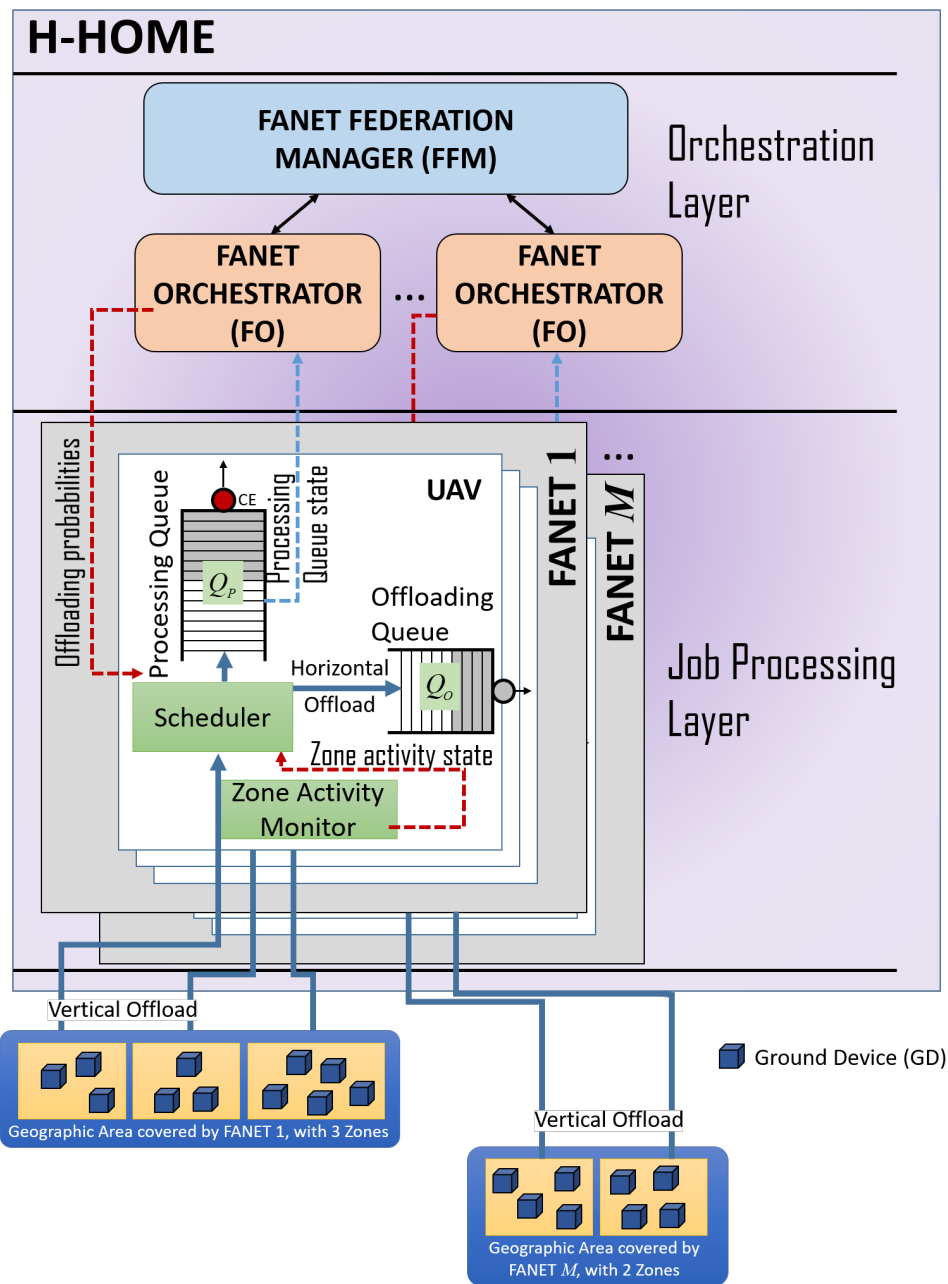 H-HOME
FANET FEDERATION
MANAGER (FFM)
Orchestration
Layer
FANET
ORCHESTRATOR
(FO)
...
FANET
ORCHESTRATOR
(FO)
Offloading probabilities
Processing Queue
CE
Q_P
Processing
Queue state
UAV
FANET 1
...
FANET M
Offloading
Queue
Horizontal
Offload
Q_O
Scheduler
Zone activity state
Zone Activity
Monitor
Job Processing
Layer
Vertical Offload
Geographic Area covered by FANET 1, with 3 Zones
Ground Device (GD)
Vertical Offload
Geographic Area covered by
FANET M, with 2 Zones